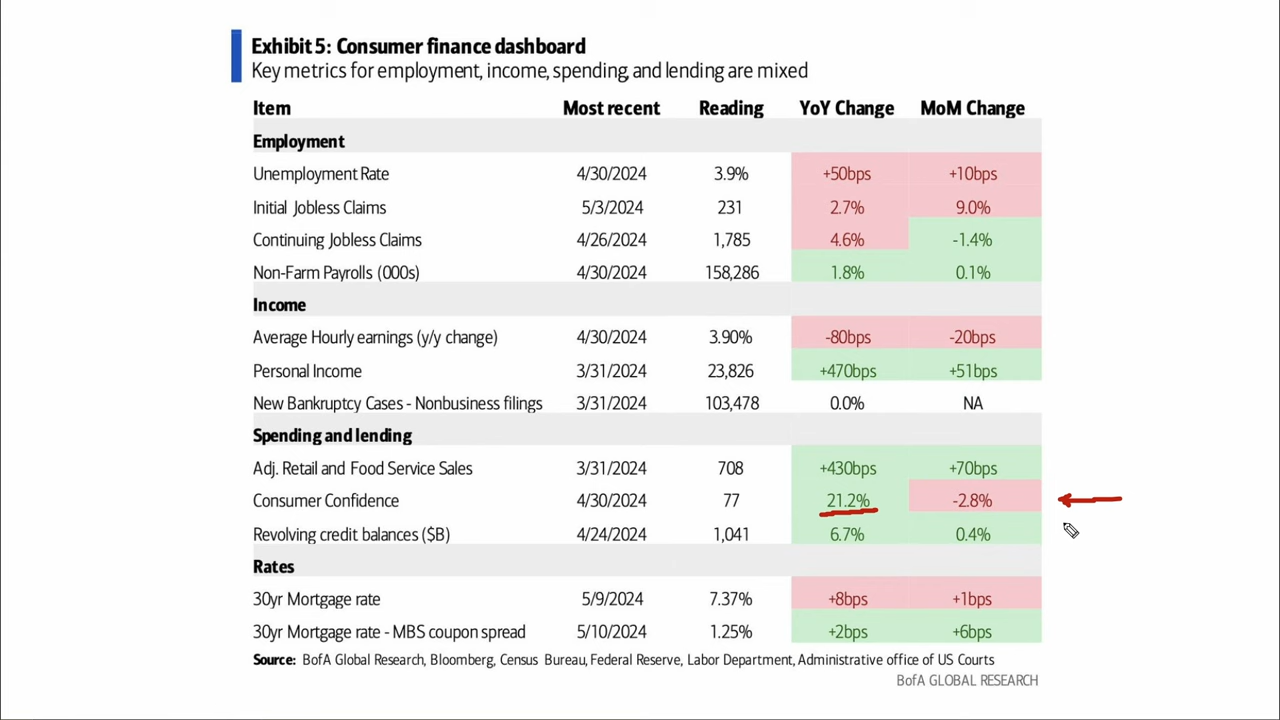 Exhibit 5: Consumer finance dashboard
Key metrics for employment, income, spending, and lending are mixed
Item Most recent Reading YoY Change MoM Change
Employment
Unemployment Rate 4/30/2024 3.9% +50bps +10bps
Initial Jobless Claims 5/3/2024 231 2.7% 9.0%
Continuing Jobless Claims 4/26/2024 1,785 4.6% -1.4%
Non-Farm Payrolls (000s) 4/30/2024 158,286 1.8% 0.1%
Income
Average Hourly earnings (y/y change) 4/30/2024 3.90% -80bps -20bps
Personal Income 3/31/2024 23,826 +470bps +51bps
New Bankruptcy Cases - Nonbusiness filings 3/31/2024 103,478 0.0% NA
Spending and lending
Adj. Retail and Food Service Sales 3/31/2024 708 +430bps +70bps
Consumer Confidence 4/30/2024 77 21.2% -2.8%
Revolving credit balances ($B) 4/24/2024 1,041 6.7% 0.4%
Rates
30yr Mortgage rate 5/9/2024 7.37% +8bps +1bps
30yr Mortgage rate - MBS coupon spread 5/10/2024 1.25% +2bps +6bps
Source: BofA Global Research, Bloomberg, Census Bureau, Federal Reserve, Labor Department, Administrative office of US Courts
BofA GLOBAL RESEARCH